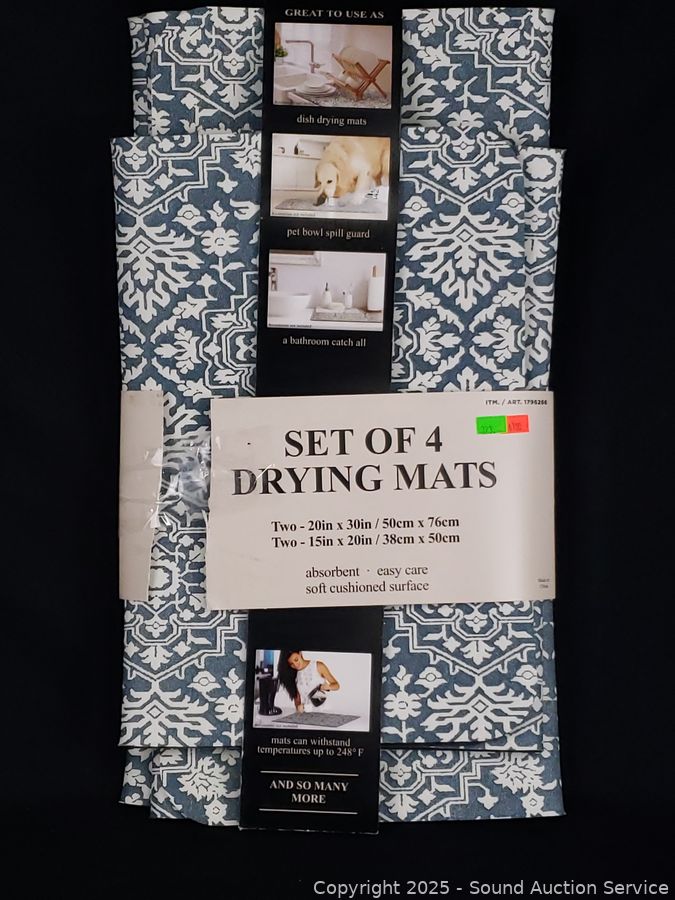 GREAT TO USE AS
dish drying mats
pet bowl spill guard
a bathroom catch all
ITM. / ART. 1796266
SET OF 4
DRYING MATS
Two - 20in x 30in / 50cm x 76cm
Two - 15in x 20in / 38cm x 50cm
absorbent · easy care
soft cushioned surface
mats can withstand
temperatures up to 248° F
AND SO MANY
MORE
Copyright 2025 - Sound Auction Service